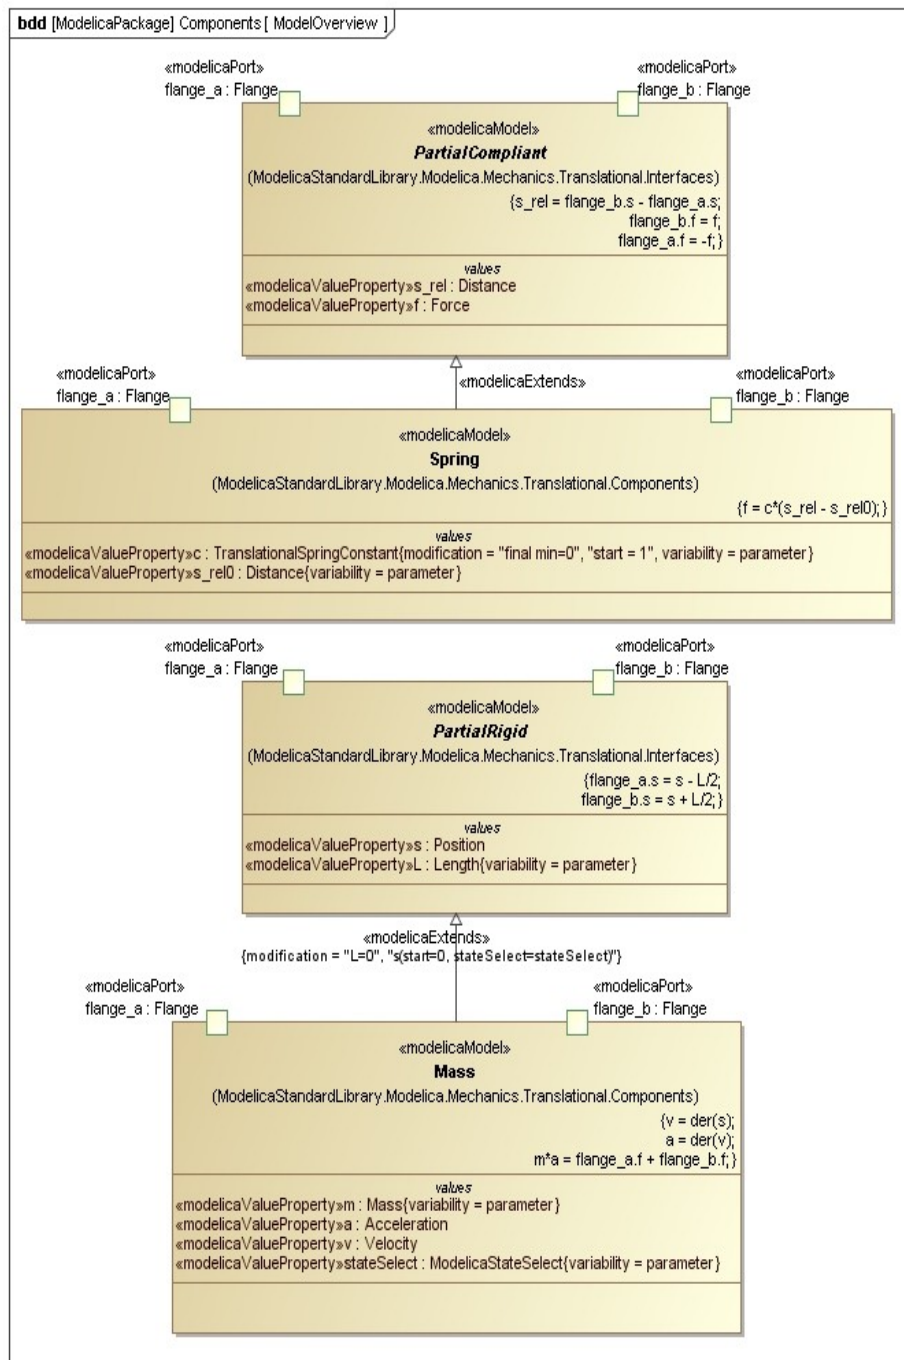 bdd [ModelicaPackage] Components [ ModelOverview ]
«modelicaPort»
flange_a : Flange
«modelicaPort»
flange_b : Flange
«modelicaModel»
PartialCompliant
(ModelicaStandardLibrary.Modelica.Mechanics.Translational.Interfaces)
{s_rel = flange_b.s - flange_a.s;
flange_b.f = f;
flange_a.f = -f; }
values
«modelicaValueProperty»s_rel : Distance
«modelicaValueProperty»f : Force
«modelicaExtends»
«modelicaPort»
flange_a : Flange
«modelicaPort»
flange_b : Flange
«modelicaModel»
Spring
(ModelicaStandardLibrary.Modelica.Mechanics.Translational.Components)
{f = c*(s_rel - s_rel0); }
values
«modelicaValueProperty»c : TranslationalSpringConstant{modification = "final min=0", "start = 1", variability = parameter}
«modelicaValueProperty»s_rel0 : Distance{variability = parameter}
«modelicaPort»
flange_a : Flange
«modelicaPort»
flange_b : Flange
«modelicaModel»
PartialRigid
(ModelicaStandardLibrary.Modelica.Mechanics.Translational.Interfaces)
{flange_a.s = s - L/2;
flange_b.s = s + L/2; }
values
«modelicaValueProperty»s : Position
«modelicaValueProperty»L : Length{variability = parameter}
«modelicaExtends»
{modification = "L=0", "s(start=0, stateSelect=stateSelect)"}
«modelicaPort»
flange_a : Flange
«modelicaPort»
flange_b : Flange
«modelicaModel»
Mass
(ModelicaStandardLibrary.Modelica.Mechanics.Translational.Components)
{v = der(s);
a = der(v);
m*a = flange_a.f + flange_b.f; }
values
«modelicaValueProperty»m : Mass{variability = parameter}
«modelicaValueProperty»a : Acceleration
«modelicaValueProperty»v : Velocity
«modelicaValueProperty»stateSelect : ModelicaStateSelect{variability = parameter}